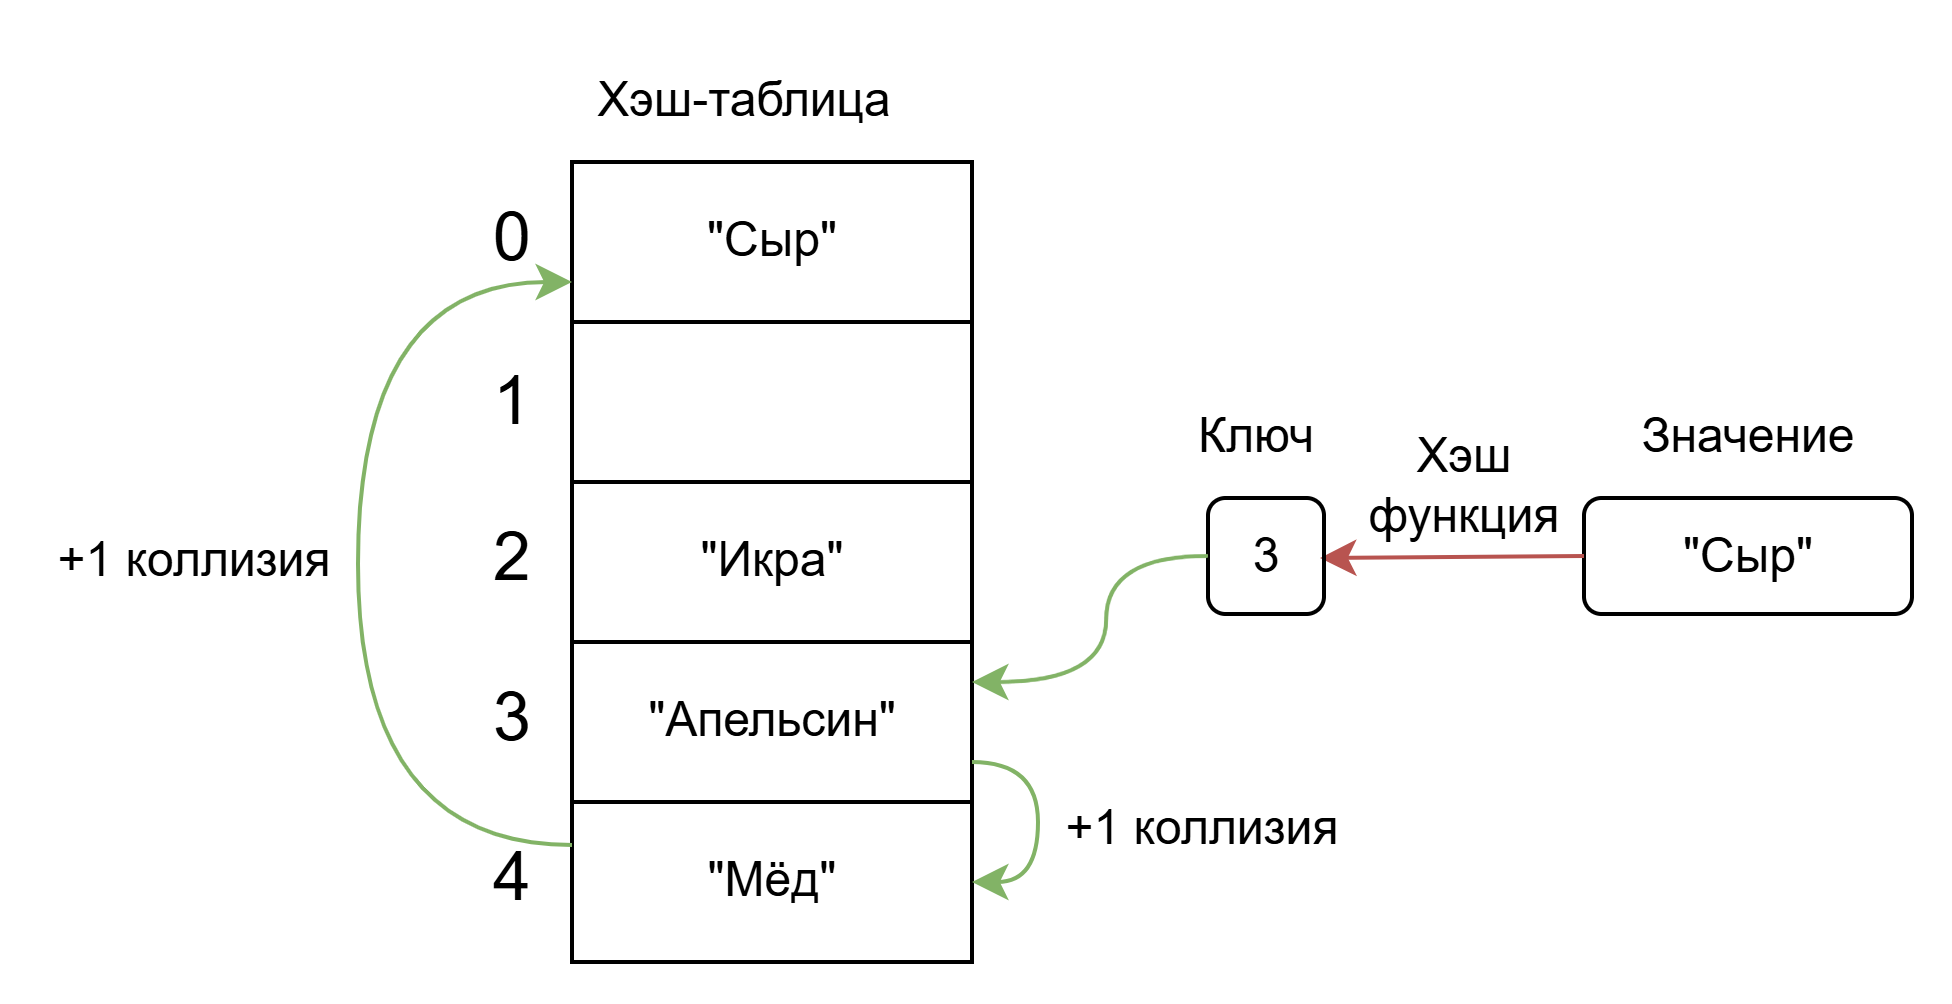 Хэш-таблица
0
"Сыр"
1
2
"Икра"
3
"Апельсин"
4
"Мёд"
+1 коллизия
+1 коллизия
Ключ
3
Хэш
функция
Значение
"Сыр"